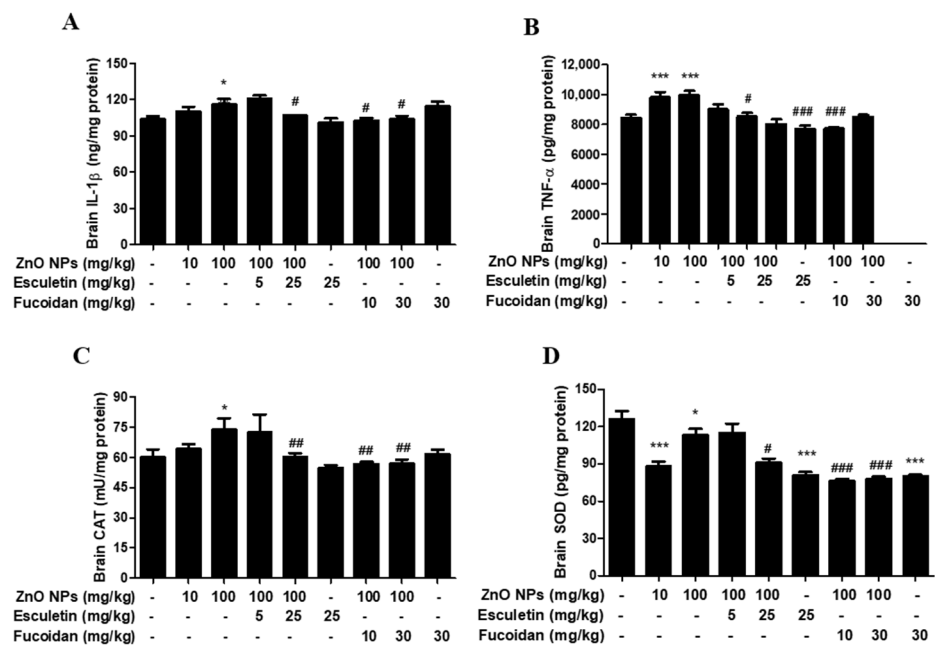 A
Brain IL-1β (ng/mg protein)
150
120
90
60
30
0
* # # #
ZnO NPs (mg/kg) - 10 100 100 100 - 100 100 -
Esculetin (mg/kg) - - - 5 25 25 - - -
Fucoidan (mg/kg) - - - - - - 10 30 30
B
Brain TNF-α (pg/mg protein)
12,000
10,000
8000
6000
4000
2000
0
*** *** # ### ###
ZnO NPs (mg/kg) - 10 100 100 100 - 100 100 -
Esculetin (mg/kg) - - - 5 25 25 - - -
Fucoidan (mg/kg) - - - - - - 10 30 30
C
Brain CAT (mU/mg protein)
90
75
60
45
30
15
0
* ## ## ##
ZnO NPs (mg/kg) - 10 100 100 100 - 100 100 -
Esculetin (mg/kg) - - - 5 25 25 - - -
Fucoidan (mg/kg) - - - - - - 10 30 30
D
Brain SOD (pg/mg protein)
150
120
90
60
30
0
*** * # *** ### ### ***
ZnO NPs (mg/kg) - 10 100 100 100 - 100 100 -
Esculetin (mg/kg) - - - 5 25 25 - - -
Fucoidan (mg/kg) - - - - - - 10 30 30